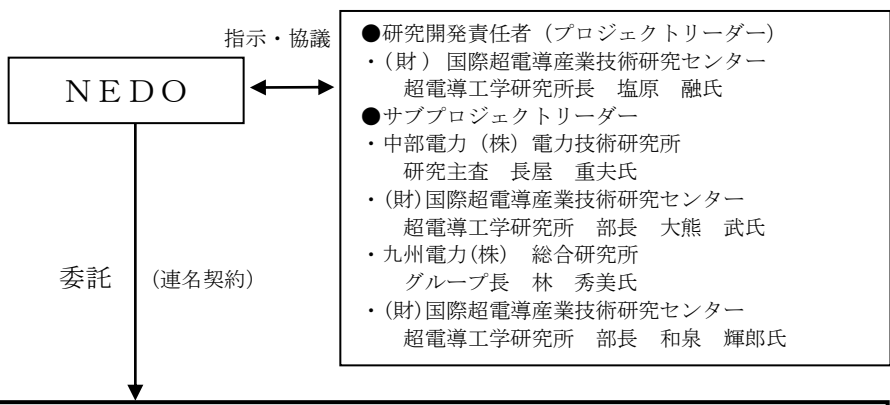 指示・協議
ＮＥＤＯ
●研究開発責任者（プロジェクトリーダー）
・(財) 国際超電導産業技術研究センター
超電導工学研究所長　塩原　融氏
●サブプロジェクトリーダー
・中部電力（株）電力技術研究所
研究主査　長屋　重夫氏
・(財)国際超電導産業技術研究センター
超電導工学研究所　部長　大熊　武氏
・九州電力(株)　総合研究所
グループ長　林　秀美氏
・(財)国際超電導産業技術研究センター
超電導工学研究所　部長　和泉　輝郎氏
委託　(連名契約)